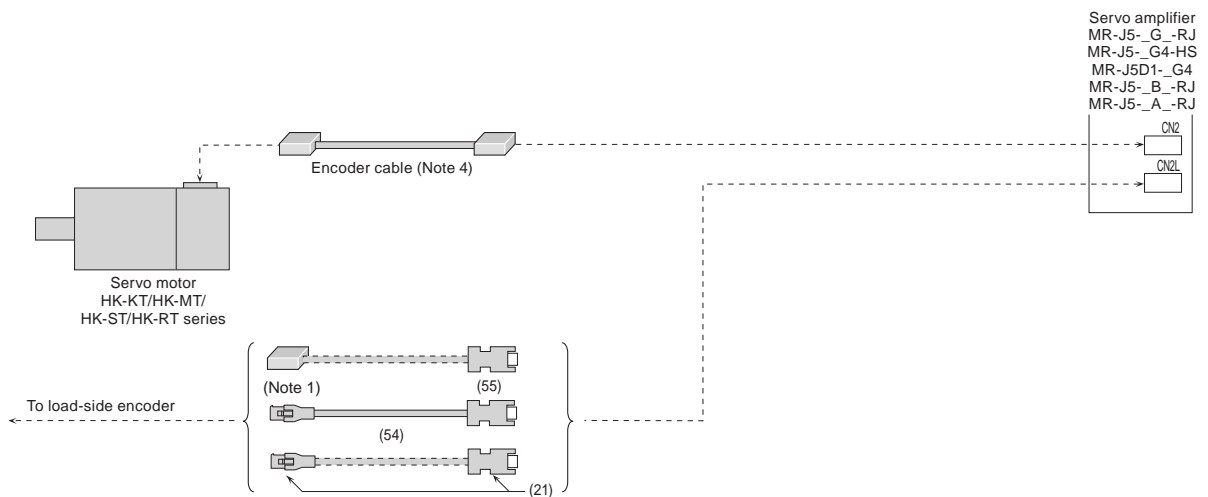 Servo amplifier
MR-J5-_G_-RJ
MR-J5-_G4-HS
MR-J5D1-_G4
MR-J5-_B_-RJ
MR-J5-_A_-RJ
CN2
CN2L
Encoder cable (Note 4)
Servo motor
HK-KT/HK-MT/
HK-ST/HK-RT series
(Note 1)
(55)
To load-side encoder
(54)
(21)